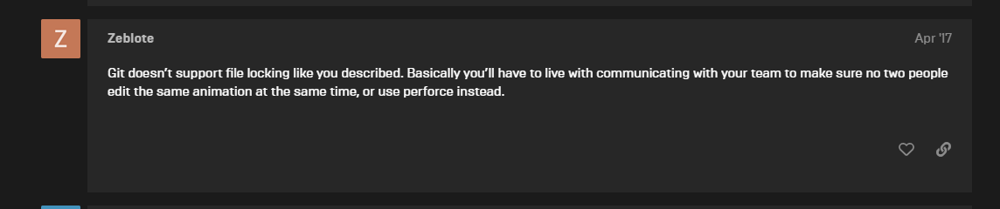 Z
Zeblote
Apr '17
Git doesn't support file locking like you described. Basically you'll have to live with communicating with your team to make sure no two people
edit the same animation at the same time, or use perforce instead.